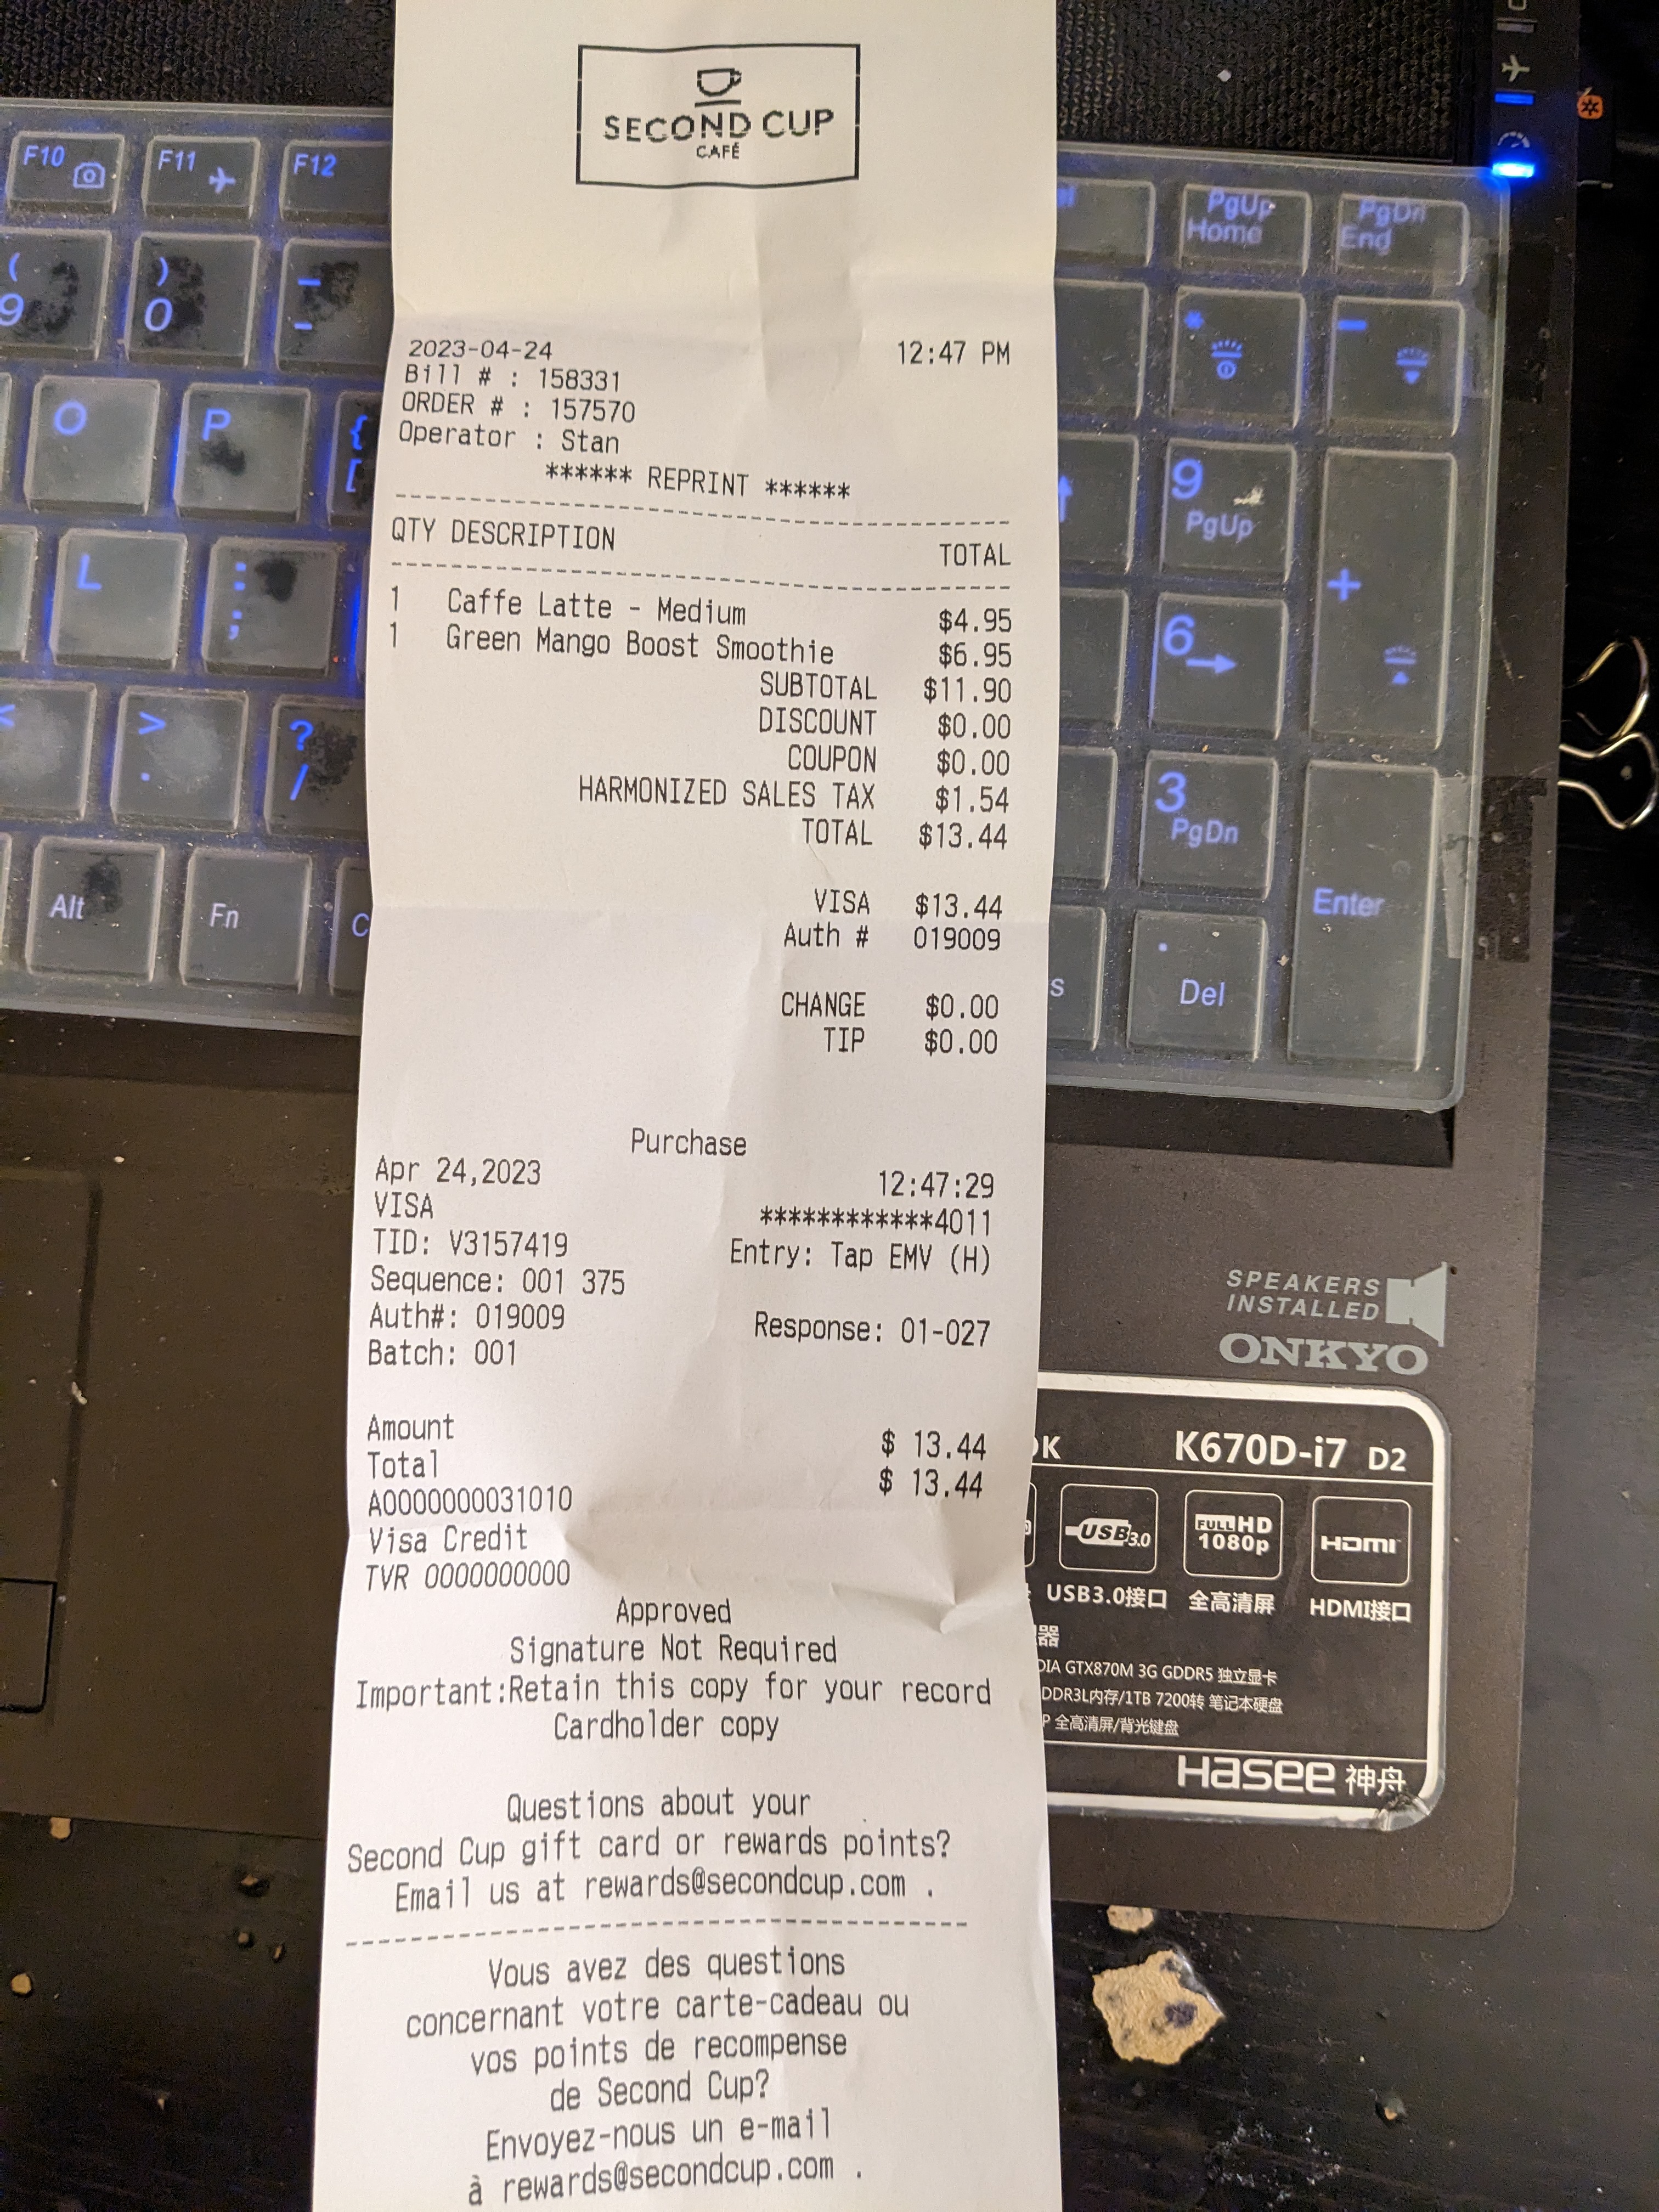 SECOND CUP
CAFÉ
2023-04-24 12:47 PM
Bill # : 158331
ORDER # : 157570
Operator : Stan
****** REPRINT ******
QTY DESCRIPTION TOTAL
1 Caffe Latte - Medium $4.95
1 Green Mango Boost Smoothie $6.95
SUBTOTAL $11.90
DISCOUNT $0.00
COUPON $0.00
HARMONIZED SALES TAX $1.54
TOTAL $13.44
VISA $13.44
Auth # 019009
CHANGE $0.00
TIP $0.00
Purchase
Apr 24,2023 12:47:29
VISA ************4011
TID: V3157419 Entry: Tap EMV (H)
Sequence: 001 375
Auth#: 019009 Response: 01-027
Batch: 001
Amount $ 13.44
Total $ 13.44
A0000000031010
Visa Credit
TVR 0000000000
Approved
Signature Not Required
Important:Retain this copy for your record
Cardholder copy
Questions about your
Second Cup gift card or rewards points?
Email us at rewards@secondcup.com .
Vous avez des questions
concernant votre carte-cadeau ou
vos points de recompense
de Second Cup?
Envoyez-nous un e-mail
à rewards@secondcup.com .
F10 F11 F12
PgUp PgDn
Home End
( )
9 0 - -
* -
O P { [
9 PgUp
+
L : ;
6
< > . ? /
3 PgDn
Alt Fn
Enter
. Del
SPEAKERS
INSTALLED
ONKYO
K670D-i7 D2
USB 3.0 FULL HD 1080p HDMI
USB3.0接口 全高清屏 HDMI接口
器
GTX870M 3G GDDR5 独立显卡
DDR3L内存/1TB 7200转 笔记本硬盘
全高清屏/背光键盘
Hasee 神舟